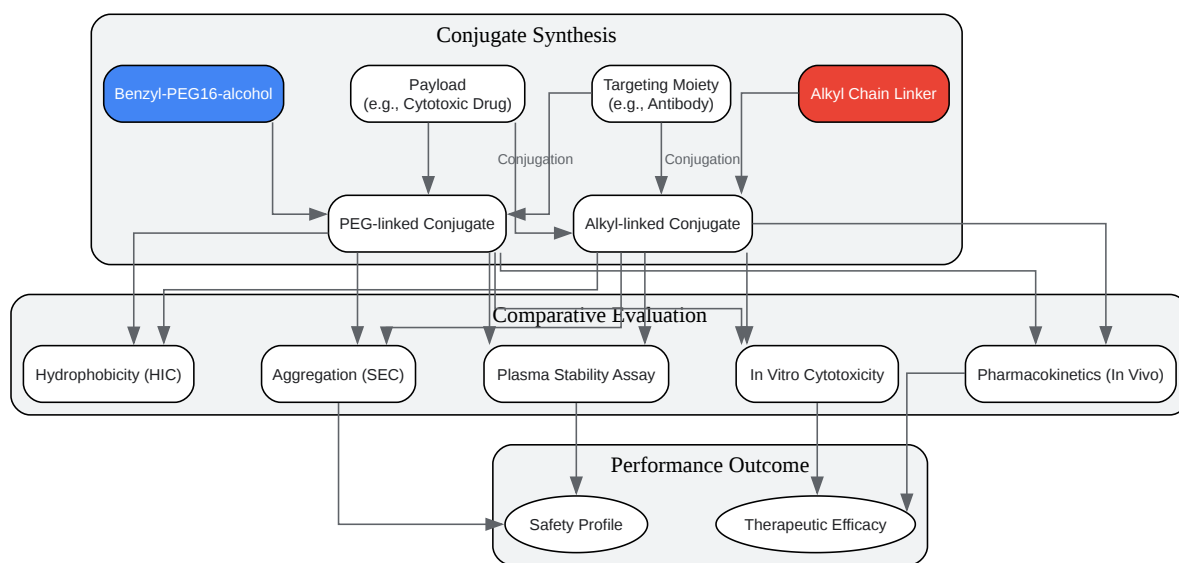 Conjugate Synthesis
Benzyl-PEG16-alcohol
Payload
(e.g., Cytotoxic Drug)
Targeting Moiety
(e.g., Antibody)
Alkyl Chain Linker
Conjugation
Conjugation
PEG-linked Conjugate
Alkyl-linked Conjugate
Comparative Evaluation
Hydrophobicity (HIC)
Aggregation (SEC)
Plasma Stability Assay
In Vitro Cytotoxicity
Pharmacokinetics (In Vivo)
Performance Outcome
Safety Profile
Therapeutic Efficacy